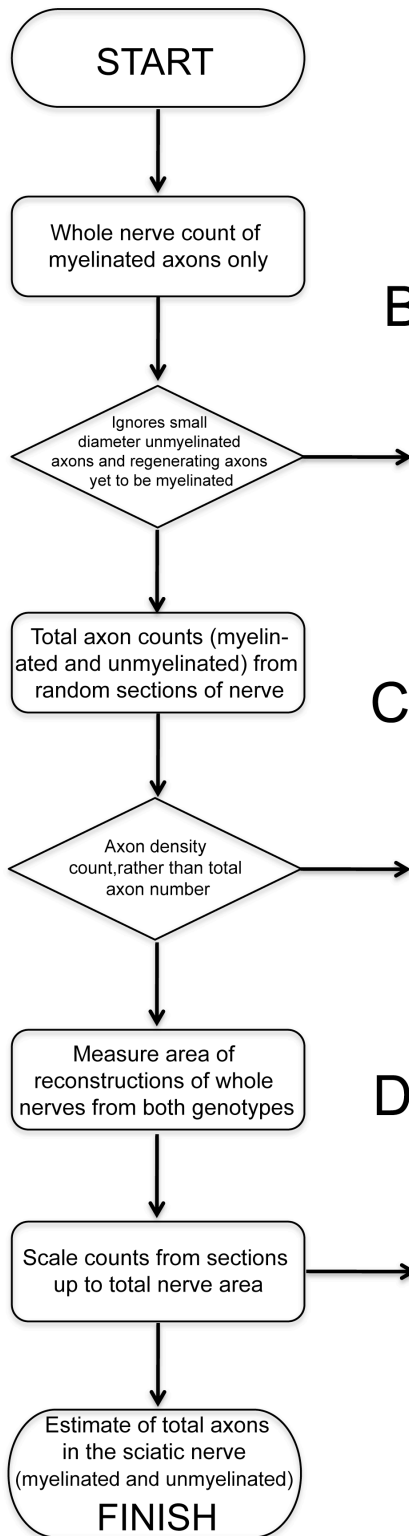 START
Whole nerve count of
myelinated axons only
B
Ignores small
diameter unmyelinated
axons and regenerating axons
yet to be myelinated
Total axon counts (myelin-
ated and unmyelinated) from
random sections of nerve
C
Axon density
count,rather than total
axon number
Measure area of
reconstructions of whole
nerves from both genotypes
D
Scale counts from sections
up to total nerve area
Estimate of total axons
in the sciatic nerve
(myelinated and unmyelinated)
FINISH